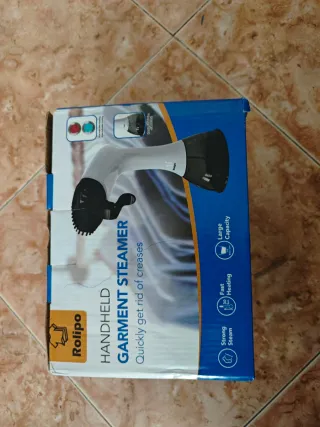 Rolipo
HANDHELD
GARMENT STEAMER
Quickly get rid of creases
Strong
Steam
Fast
Heating
Large
Capacity